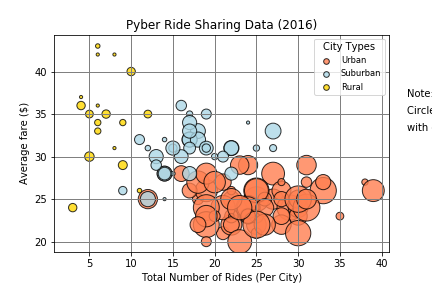 Pyber Ride Sharing Data (2016)
City Types
Urban
Suburban
Rural
Note:
Circle
with
Average fare ($)
40
35
30
25
20
5 10 15 20 25 30 35 40
Total Number of Rides (Per City)